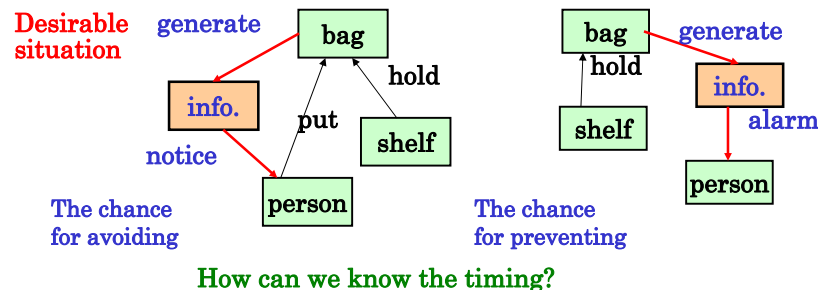 Desirable
situation
generate
bag
info.
hold
put
shelf
notice
person
The chance
for avoiding
bag
generate
hold
info.
shelf
alarm
person
The chance
for preventing
How can we know the timing?